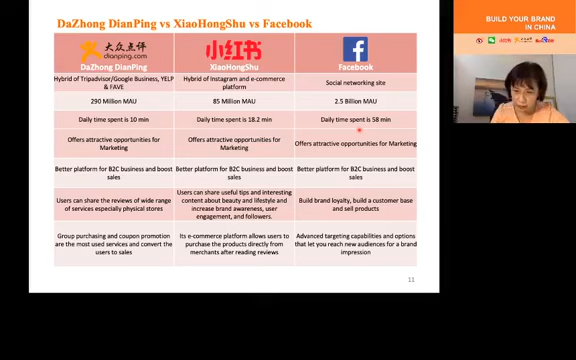 DaZhong DianPing vs XiaoHongShu vs Facebook
大众点评
dianping.com
DaZhong DianPing
小红书
XiaoHongShu
Facebook
Hybrid of Tripadvisor/Google Business, YELP
& FAVE
Hybrid of Instagram and e-commerce
platform
Social networking site
290 Million MAU
85 Million MAU
2.5 Billion MAU
Daily time spent is 10 min
Daily time spent is 18.2 min
Daily time spent is 58 min
Offers attractive opportunities for
Marketing
Offers attractive opportunities for
Marketing
Offers attractive opportunities for Marketing
Better platform for B2C business and boost
sales
Better platform for B2C business and boost
sales
Better platform for B2C business and boost
sales
Users can share the reviews of wide range
of services especially physical stores
Users can share useful tips and interesting
content about beauty and lifestyle and
increase brand awareness, user
engagement, and followers.
Build brand loyalty, build a customer base
and sell products
Group purchasing and coupon promotion
are the most used services and convert the
users to sales
Its e-commerce platform allows users to
purchase the products directly from
merchants after reading reviews
Advanced targeting capabilities and options
that let you reach new audiences for a brand
impression
11
BUILD YOUR BRAND
IN CHINA